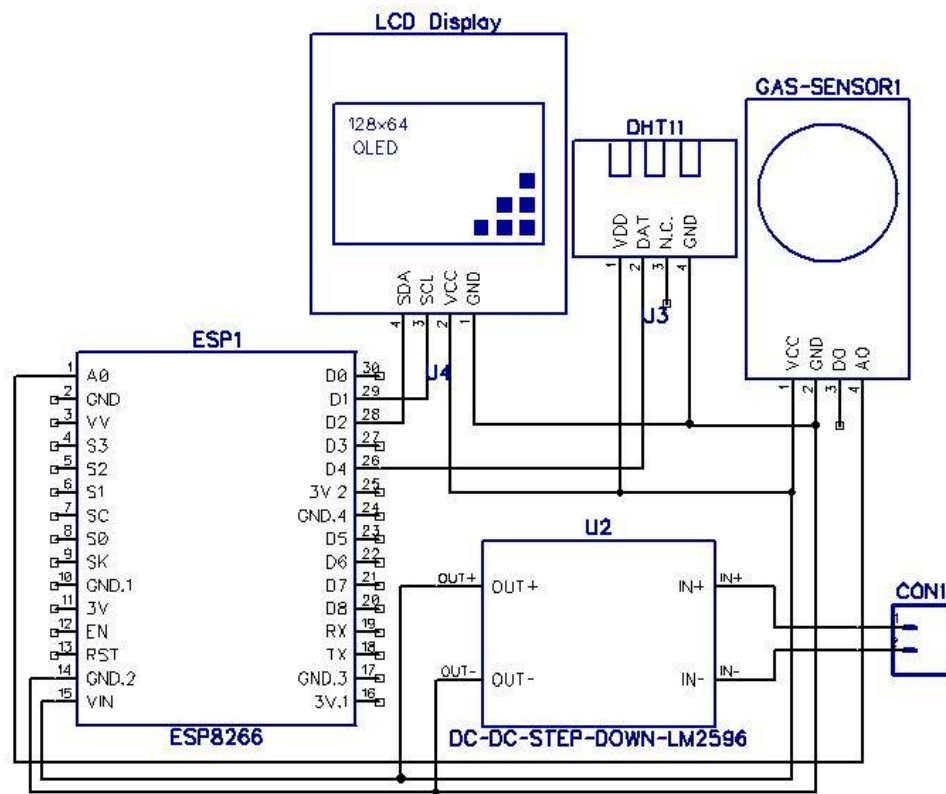 LCD Display
128x64
OLED
SDA
SCL
VCC
GND
4
3
2
1
J4
DHT11
VDD
DAT
N.C.
GND
1
2
3
4
J3
GAS-SENSOR1
VCC
GND
DO
AO
1
2
3
4
ESP1
1 A0 D0 30
2 GND D1 29
3 VV D2 28
4 S3 D3 27
5 S2 D4 26
6 S1 3V 2 25
7 SC GND.4 24
8 S0 D5 23
9 SK D6 22
10 GND.1 D7 21
11 3V D8 20
12 EN RX 19
13 RST TX 18
14 GND.2 GND.3 17
15 VIN 3V.1 16
ESP8266
U2
OUT+ OUT+ IN+ IN+
OUT- OUT- IN- IN-
DC-DC-STEP-DOWN-LM2596
CON1
1